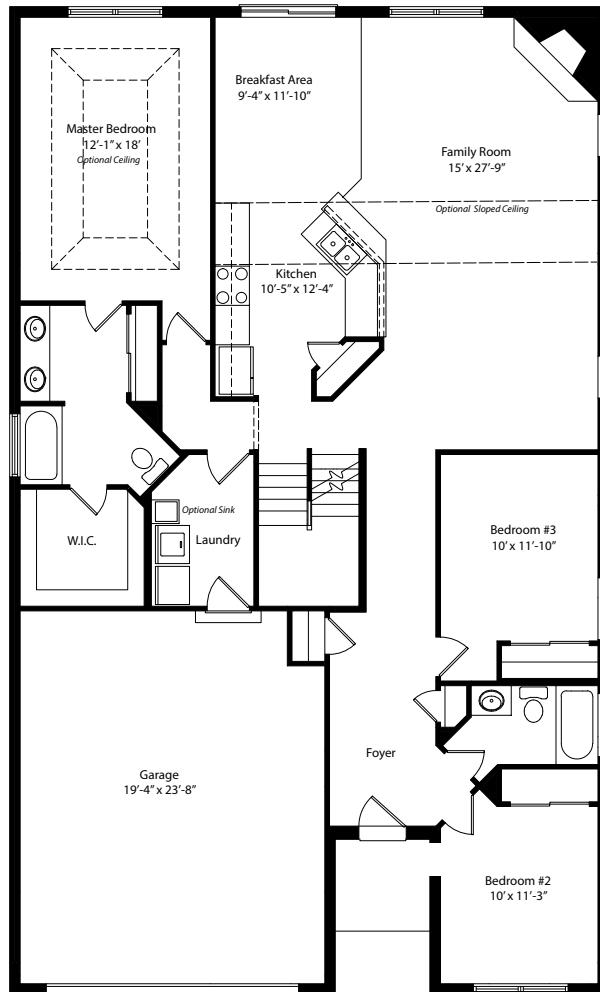 Breakfast Area
9'-4" x 11'-10"
Master Bedroom
12'-1" x 18'
Optional Ceiling
Family Room
15' x 27'-9"
Optional Sloped Ceiling
Kitchen
10'-5" x 12'-4"
Optional Sink
Laundry
W.I.C.
Bedroom #3
10' x 11'-10"
Foyer
Garage
19'-4" x 23'-8"
Bedroom #2
10' x 11'-3"